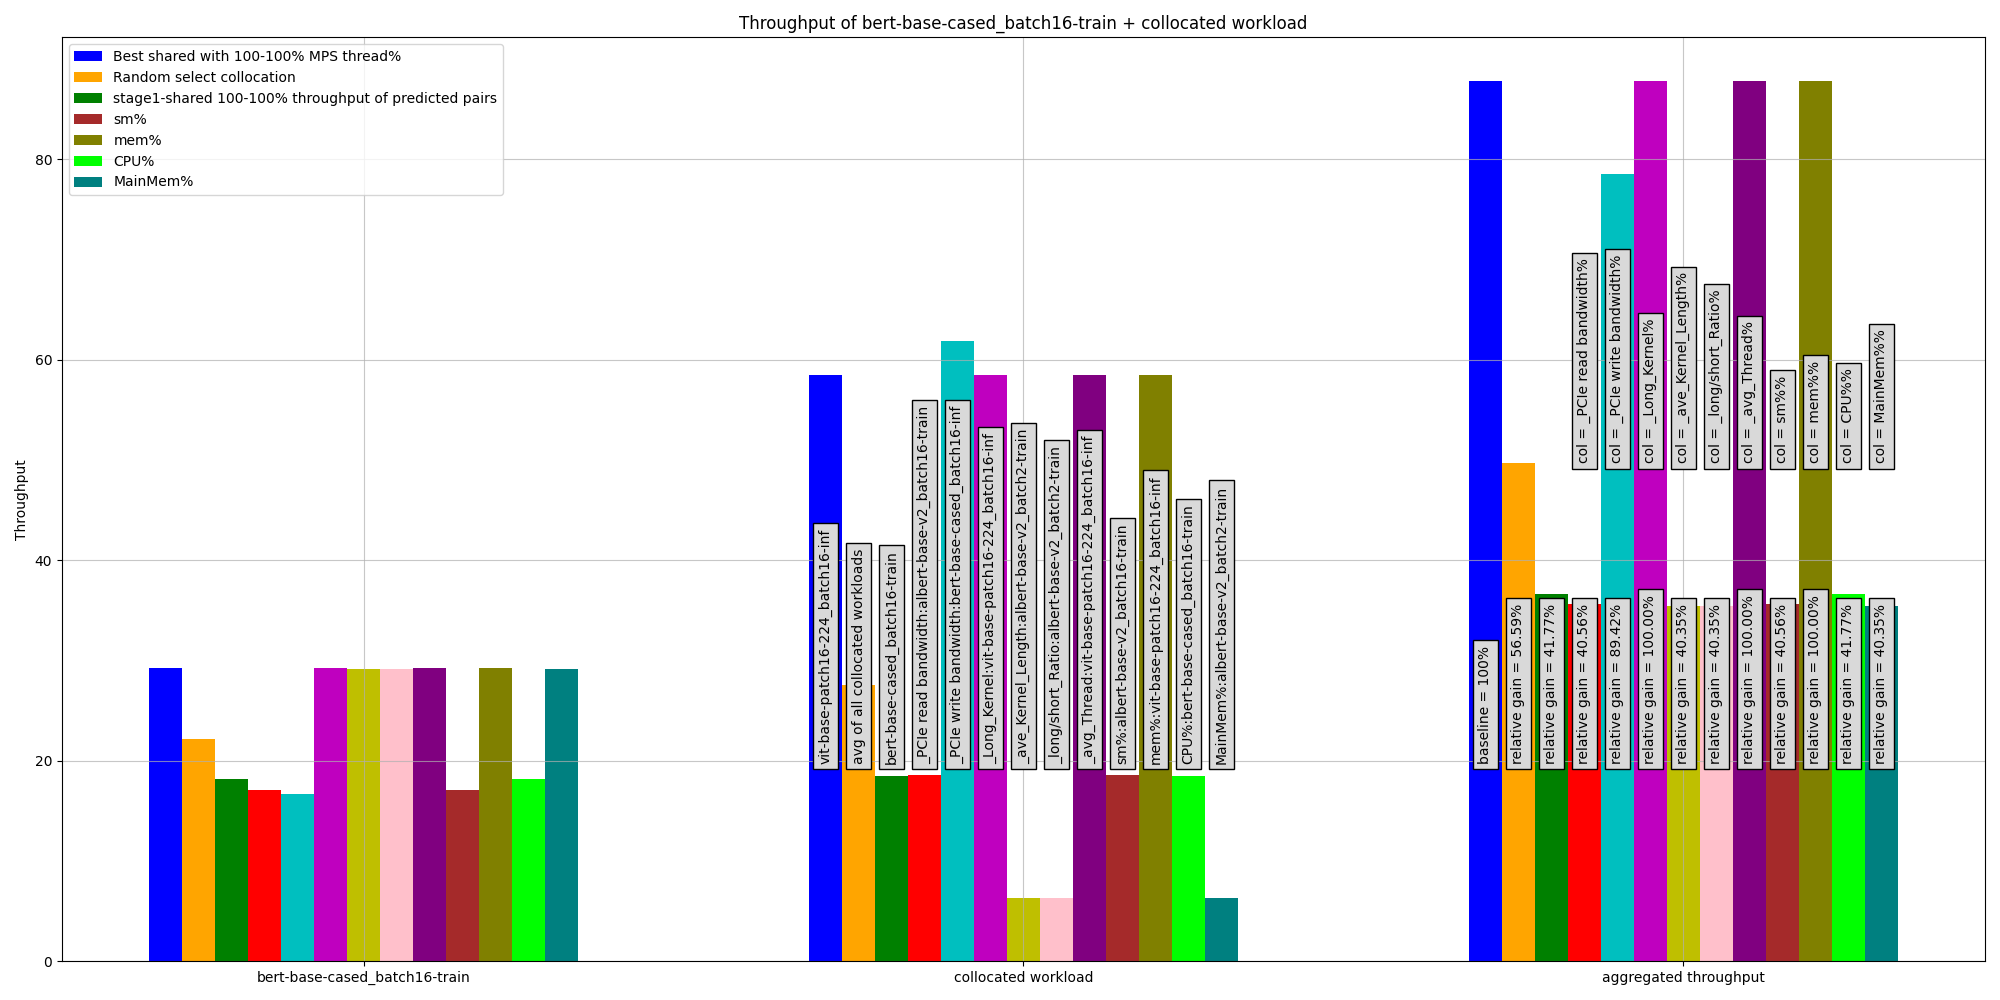 Throughput of bert-base-cased_batch16-train + collocated workload
Best shared with 100-100% MPS thread%
Random select collocation
stage1-shared 100-100% throughput of predicted pairs
sm%
mem%
CPU%
MainMem%
Throughput
80
60
40
20
0
vit-base-patch16-224_batch16-inf
avg of all collocated workloads
bert-base-cased_batch16-train
_PCIe read bandwidth:albert-base-v2_batch16-train
_PCIe write bandwidth:bert-base-cased_batch16-inf
_Long_Kernel:vit-base-patch16-224_batch16-inf
_ave_Kernel_Length:albert-base-v2_batch2-train
_long/short_Ratio:albert-base-v2_batch2-train
_avg_Thread:vit-base-patch16-224_batch16-inf
sm%:albert-base-v2_batch16-train
mem%:vit-base-patch16-224_batch16-inf
CPU%:bert-base-cased_batch16-train
MainMem%:albert-base-v2_batch2-train
col = _PCIe read bandwidth%
col = _PCIe write bandwidth%
col = _Long_Kernel%
col = _ave_Kernel_Length%
col = _long/short_Ratio%
col = _avg_Thread%
col = sm%%
col = mem%%
col = CPU%%
col = MainMem%%
baseline = 100%
relative gain = 56.59%
relative gain = 41.77%
relative gain = 40.56%
relative gain = 89.42%
relative gain = 100.00%
relative gain = 40.35%
relative gain = 40.35%
relative gain = 100.00%
relative gain = 40.56%
relative gain = 100.00%
relative gain = 41.77%
relative gain = 40.35%
bert-base-cased_batch16-train
collocated workload
aggregated throughput